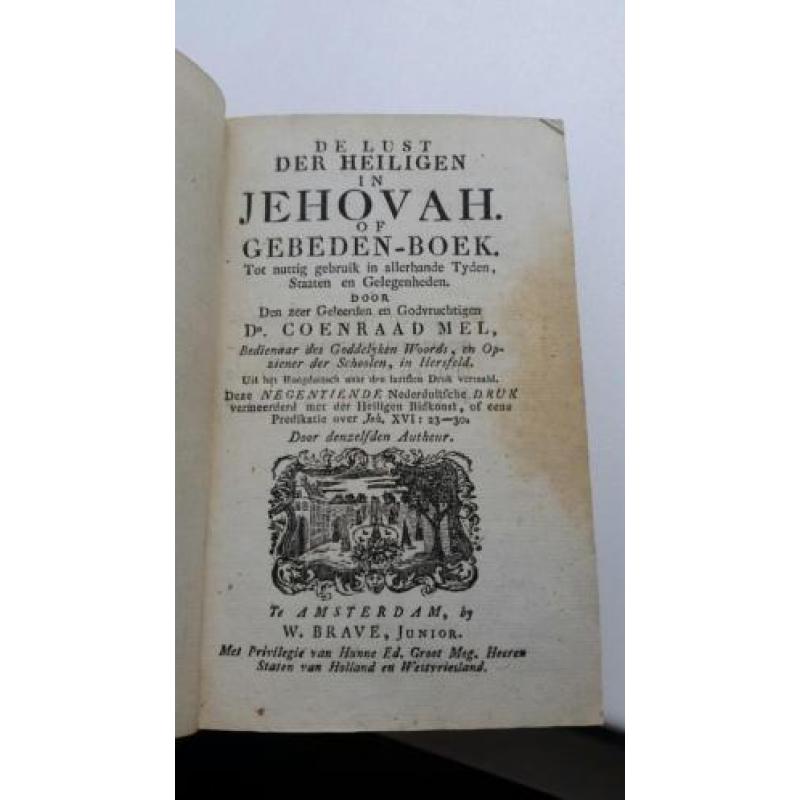 DE LUST
DER HEILIGEN
IN
JEHOVAH.
OF
GEBEDEN-BOEK.
Tot nuttig gebruik in allerhande Tyden,
Staaten en Gelegenheden.
DOOR
Den zeer Geleerden en Godvruchtigen
Ds. COENRAAD MEL,
Bedienaar des Goddelyken Woords, en Op-
ziener der Schoolen, in Hersfeld.
Uit het Hoogduitsch naar den laatsten Druk vertaald.
Deze NEGENTIENDE Nederduitsche DRUK
vermeerderd met der Heiligen Bidkonst, of eene
Predikatie over Joh. XVI: 23—30.
Door denzelfden Autheur.
Te AMSTERDAM, by
W. BRAVE, JUNIOR.
Met Privilegie van Hunne Ed. Groot Mog. Heeren
Staten van Holland en Westvriesland.